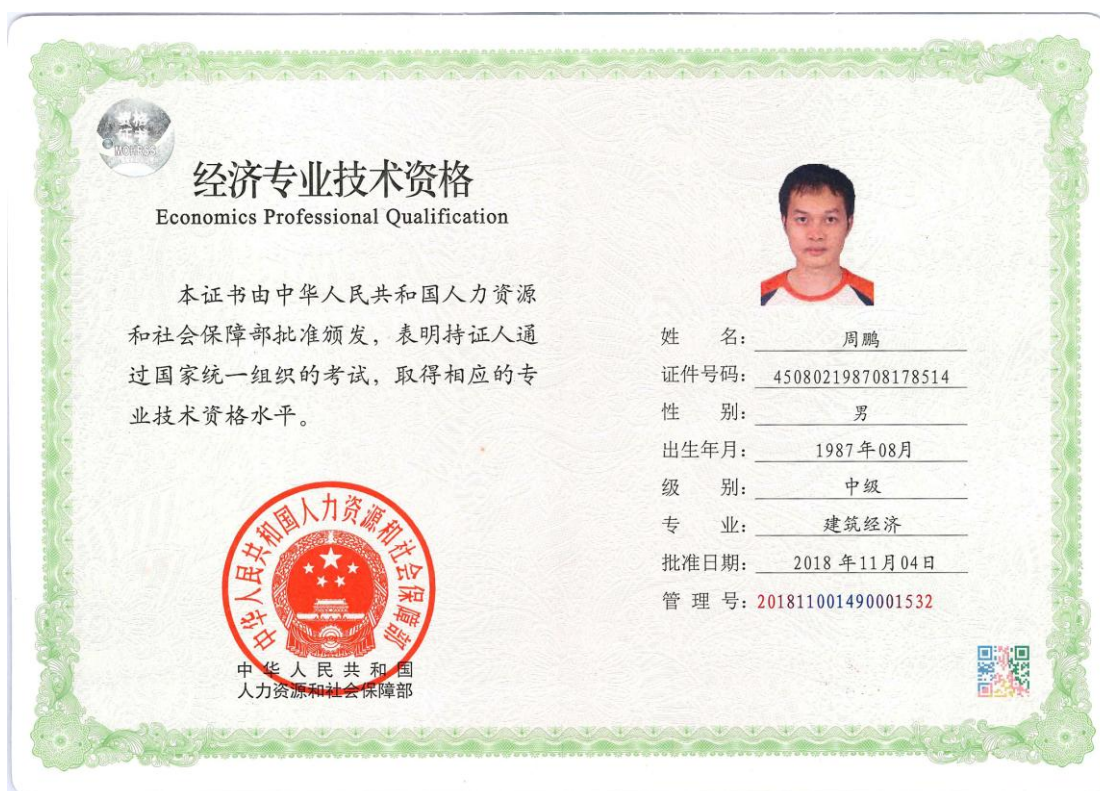 经济专业技术资格
Economics Professional Qualification
本证书由中华人民共和国人力资源
和社会保障部批准颁发，表明持证人通
过国家统一组织的考试，取得相应的专
业技术资格水平。
中华人民共和国人力资源和社会保障部
中华人民共和国
人力资源和社会保障部
姓 名： 周鹏
证件号码： 450802198708178514
性 别： 男
出生年月： 1987年08月
级 别： 中级
专 业： 建筑经济
批准日期： 2018年11月04日
管 理 号： 201811001490001532